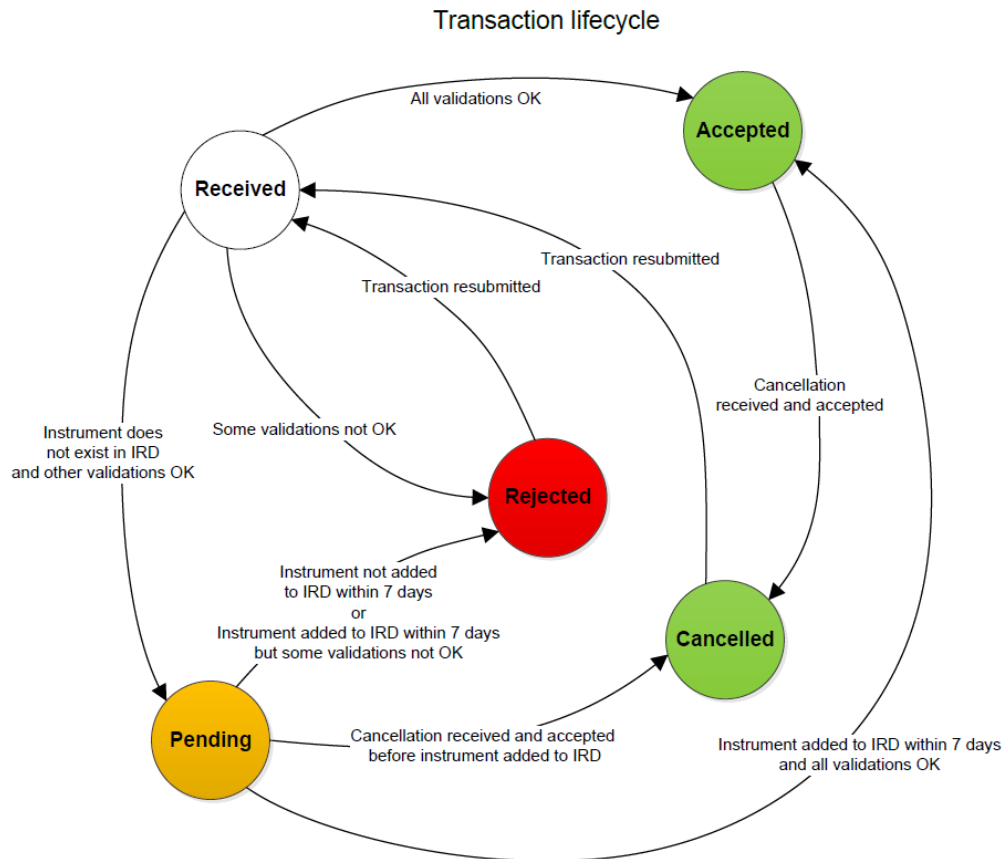 Transaction lifecycle
All validations OK
Accepted
Received
Transaction resubmitted
Transaction resubmitted
Cancellation
received and accepted
Instrument does
not exist in IRD
and other validations OK
Some validations not OK
Rejected
Instrument not added
to IRD within 7 days
or
Instrument added to IRD within 7 days
but some validations not OK
Cancelled
Pending
Cancellation received and accepted
before instrument added to IRD
Instrument added to IRD within 7 days
and all validations OK